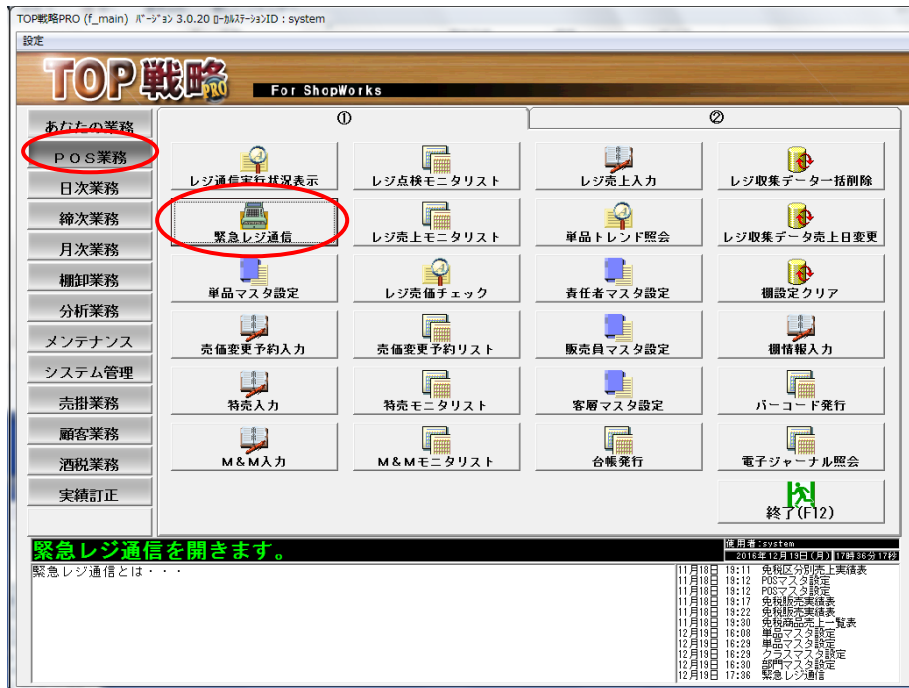 TOP戦略PRO (f_main) ﾊﾞｰｼﾞｮﾝ 3.0.20 ﾛｰｶﾙｽﾃｰｼｮﾝID : system
設定
TOP戦略PRO For ShopWorks
① ②
あなたの業務
POS業務
日次業務
締次業務
月次業務
棚卸業務
分析業務
メンテナンス
システム管理
売掛業務
顧客業務
酒税業務
実績訂正
レジ通信実行状況表示 レジ点検モニタリスト レジ売上入力 レジ収集データ一括削除
緊急レジ通信 レジ売上モニタリスト 単品トレンド照会 レジ収集データ売上日変更
単品マスタ設定 レジ売価チェック 責任者マスタ設定 棚設定クリア
売価変更予約入力 売価変更予約リスト 販売員マスタ設定 棚情報入力
特売入力 特売モニタリスト 客層マスタ設定 バーコード発行
M&M入力 M&Mモニタリスト 台帳発行 電子ジャーナル照会
終了(F12)
緊急レジ通信を開きます。
使用者:system
2016年12月19日(月) 17時36分17秒
緊急レジ通信とは・・・
11月18日 19:11 免税区分別売上実績表
11月18日 19:12 POSマスタ設定
11月18日 19:12 POSマスタ設定
11月18日 19:17 免税販売実績表
11月18日 19:22 免税販売実績表
11月18日 19:30 免税商品売上一覧表
12月19日 16:08 単品マスタ設定
12月19日 16:29 単品マスタ設定
12月19日 16:29 クラスマスタ設定
12月19日 16:30 部門マスタ設定
12月19日 17:36 緊急レジ通信